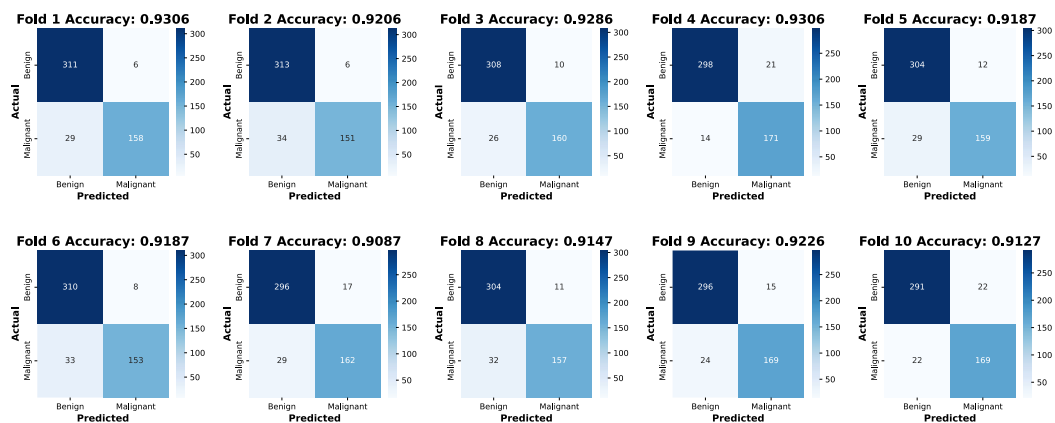 Fold 1 Accuracy: 0.9306
Benign
Malignant
Actual
311 6
29 158
300
250
200
150
100
50
Benign Malignant
Predicted
Fold 2 Accuracy: 0.9206
Benign
Malignant
Actual
313 6
34 151
300
250
200
150
100
50
Benign Malignant
Predicted
Fold 3 Accuracy: 0.9286
Benign
Malignant
Actual
308 10
26 160
300
250
200
150
100
50
Benign Malignant
Predicted
Fold 4 Accuracy: 0.9306
Benign
Malignant
Actual
298 21
14 171
250
200
150
100
50
Benign Malignant
Predicted
Fold 5 Accuracy: 0.9187
Benign
Malignant
Actual
304 12
29 159
300
250
200
150
100
50
Benign Malignant
Predicted
Fold 6 Accuracy: 0.9187
Benign
Malignant
Actual
310 8
33 153
300
250
200
150
100
50
Benign Malignant
Predicted
Fold 7 Accuracy: 0.9087
Benign
Malignant
Actual
296 17
29 162
250
200
150
100
50
Benign Malignant
Predicted
Fold 8 Accuracy: 0.9147
Benign
Malignant
Actual
304 11
32 157
300
250
200
150
100
50
Benign Malignant
Predicted
Fold 9 Accuracy: 0.9226
Benign
Malignant
Actual
296 15
24 169
250
200
150
100
50
Benign Malignant
Predicted
Fold 10 Accuracy: 0.9127
Benign
Malignant
Actual
291 22
22 169
250
200
150
100
50
Benign Malignant
Predicted